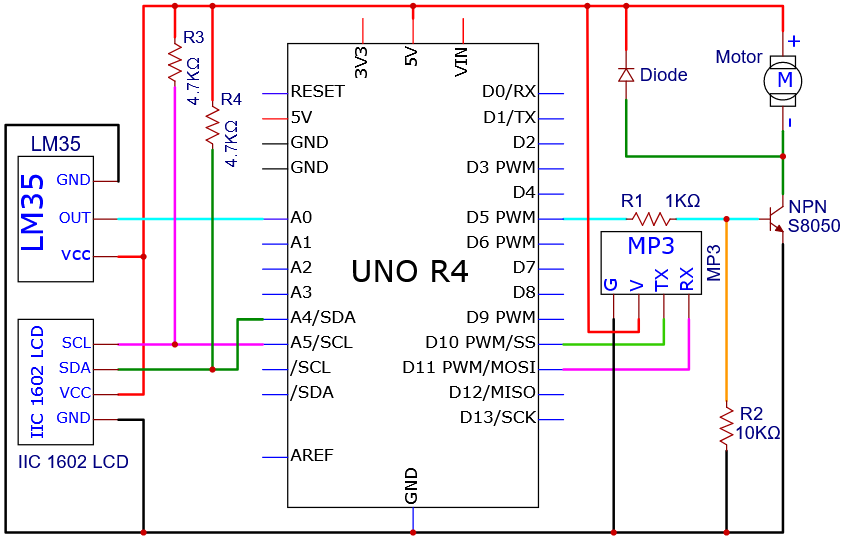 R3
4.7KΩ
R4
4.7KΩ
3V3
5V
VIN
Motor
+
M
-
Diode
LM35
LM35
GND
OUT
VCC
RESET
5V
GND
GND
A0
A1
A2
A3
A4/SDA
A5/SCL
/SCL
/SDA
AREF
UNO R4
GND
D0/RX
D1/TX
D2
D3 PWM
D4
D5 PWM
D6 PWM
D7
D8
D9 PWM
D10 PWM/SS
D11 PWM/MOSI
D12/MISO
D13/SCK
R1 1KΩ
NPN
S8050
MP3
MP3
G
V
TX
RX
IIC 1602 LCD
SCL
SDA
VCC
GND
IIC 1602 LCD
R2
10KΩ